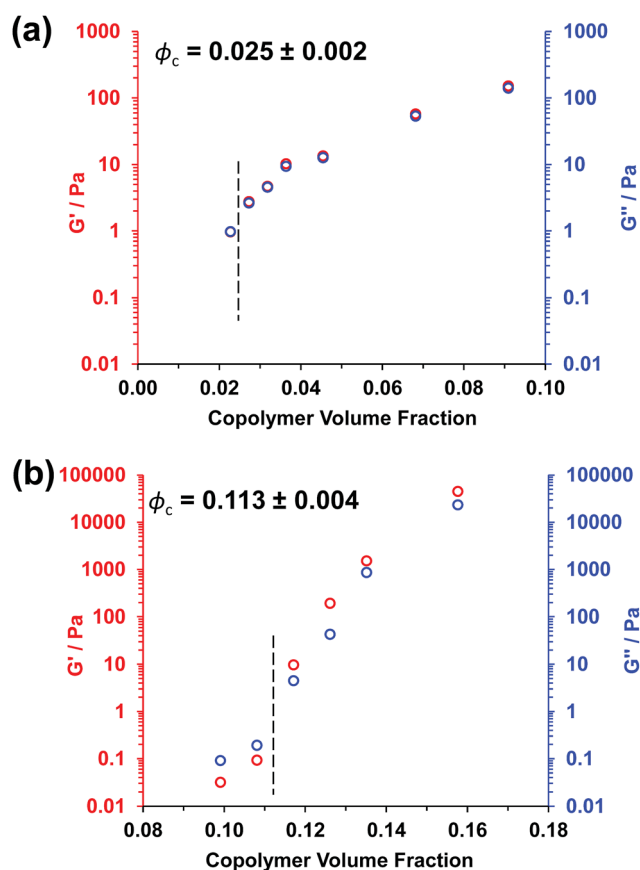 (a)
ϕc = 0.025 ± 0.002
1000
100
10
1
0.1
0.01
G' / Pa
1000
100
10
1
0.1
0.01
G'' / Pa
0.00 0.02 0.04 0.06 0.08 0.10
Copolymer Volume Fraction
(b)
ϕc = 0.113 ± 0.004
100000
10000
1000
100
10
1
0.1
0.01
G' / Pa
100000
10000
1000
100
10
1
0.1
0.01
G'' / Pa
0.08 0.10 0.12 0.14 0.16 0.18
Copolymer Volume Fraction